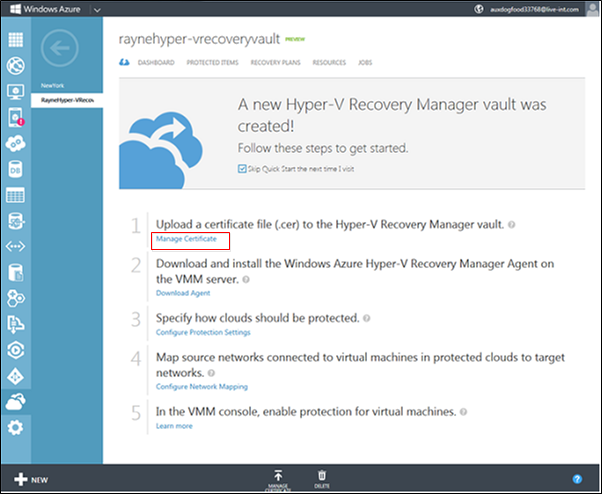 Windows Azure
auxdogfood33768@live-int.com
NewYork
RayneHyper-VRecov
raynehyper-vrecoveryvault PREVIEW
DASHBOARD PROTECTED ITEMS RECOVERY PLANS RESOURCES JOBS
A new Hyper-V Recovery Manager vault was
created!
Follow these steps to get started.
Skip Quick Start the next time I visit
1 Upload a certificate file (.cer) to the Hyper-V Recovery Manager vault. ?
Manage Certificate
2 Download and install the Windows Azure Hyper-V Recovery Manager Agent on
the VMM server. ?
Download Agent
3 Specify how clouds should be protected. ?
Configure Protection Settings
4 Map source networks connected to virtual machines in protected clouds to target
networks. ?
Configure Network Mapping
5 In the VMM console, enable protection for virtual machines. ?
Learn more
DB
NEW
MANAGE
CERTIFICATE
DELETE
?